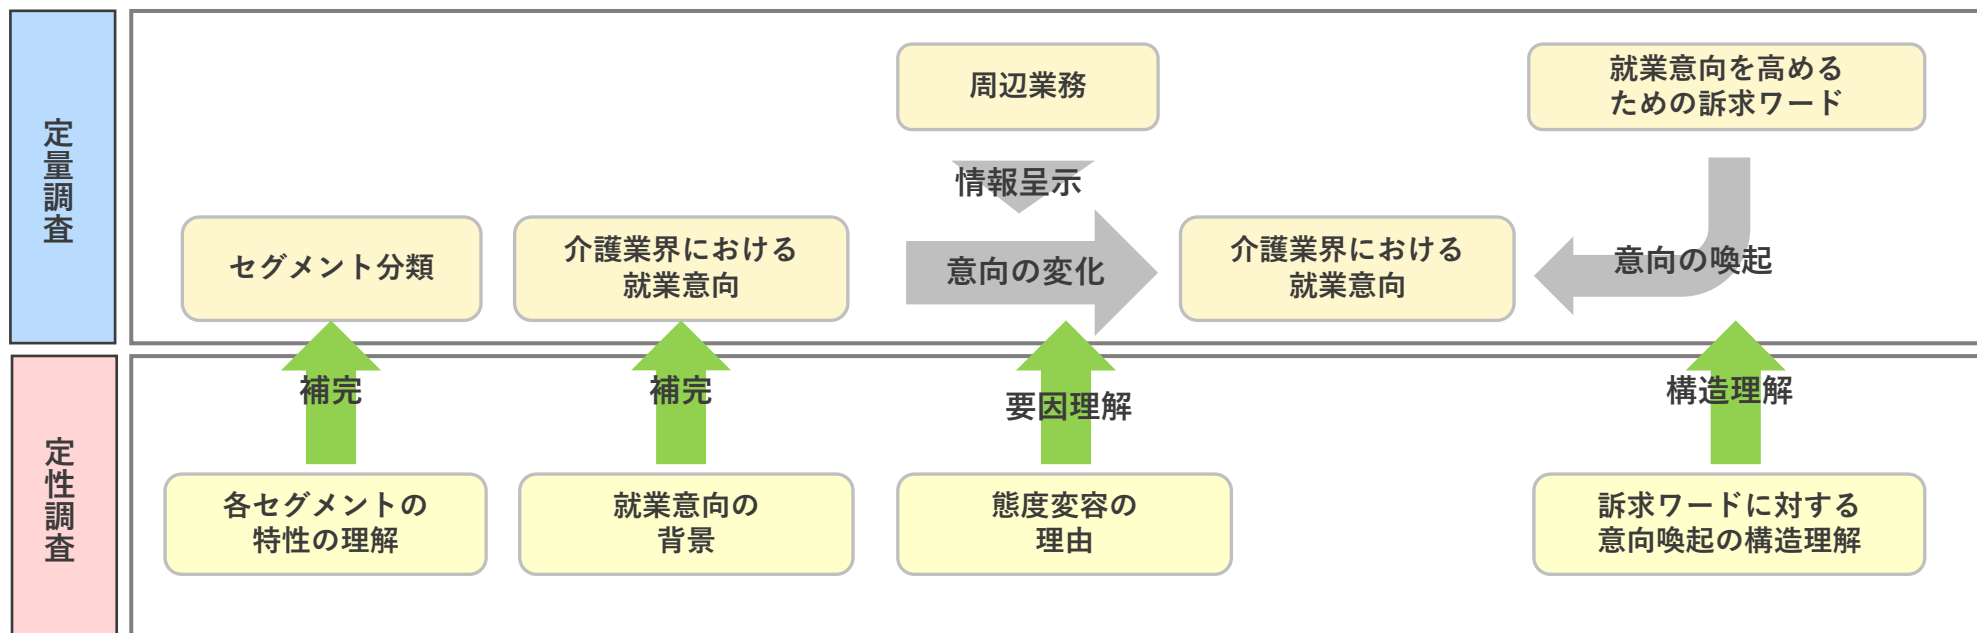 定量調査
周辺業務
就業意向を高める
ための訴求ワード
情報呈示
セグメント分類
介護業界における
就業意向
意向の変化
介護業界における
就業意向
意向の喚起
定性調査
補完
補完
要因理解
構造理解
各セグメントの
特性の理解
就業意向の
背景
態度変容の
理由
訴求ワードに対する
意向喚起の構造理解